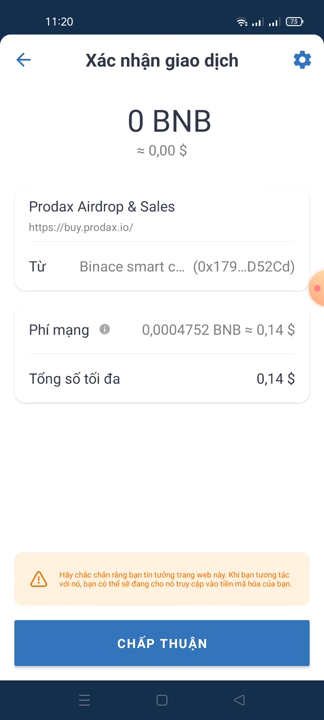 11:20
73
Xác nhận giao dịch
0 BNB
≈ 0,00 $
Prodax Airdrop & Sales
https://buy.prodax.io/
Từ Binace smart c... (0x179...D52Cd)
Phí mạng 0,0004752 BNB ≈ 0,14 $
Tổng số tối đa 0,14 $
Hãy chắc chắn rằng bạn tin tưởng trang web này. Khi bạn tương tác
với nó, bạn có thể sẽ đang cho nó truy cập vào tiền mã hóa của bạn.
CHẤP THUẬN